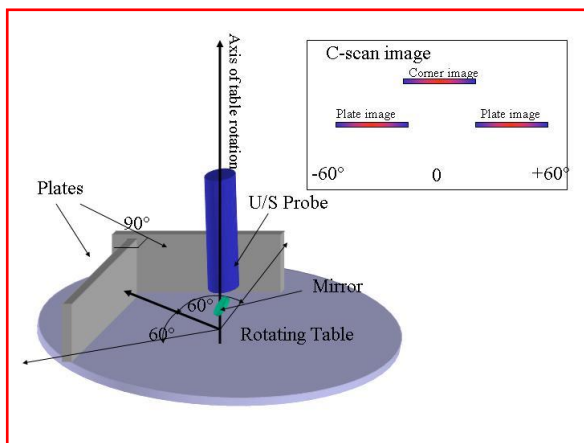 Axis of table rotation
C-scan image
Corner image
Plate image
Plate image
-60°
0
+60°
Plates
90°
U/S Probe
Mirror
60°
60°
Rotating Table